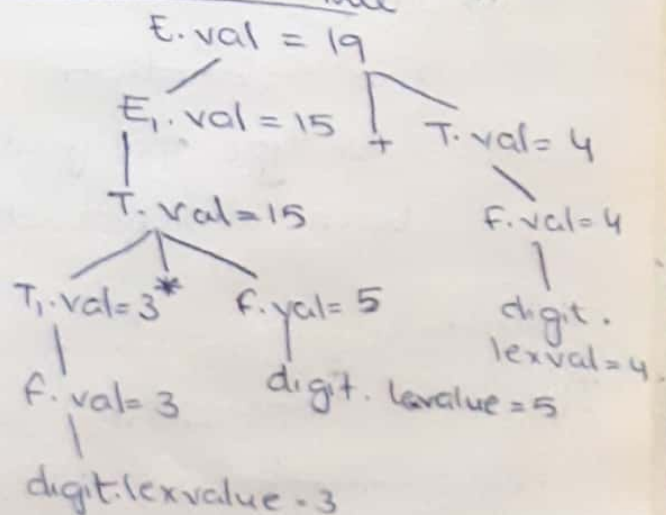 E. val = 19
E₁. val = 15 + T. val = 4
T. val = 15 F. val = 4
T₁. val = 3 * F. val = 5 digit.
lexval = 4.
F. val = 3 digit. levalue = 5
digit.lexvalue = 3